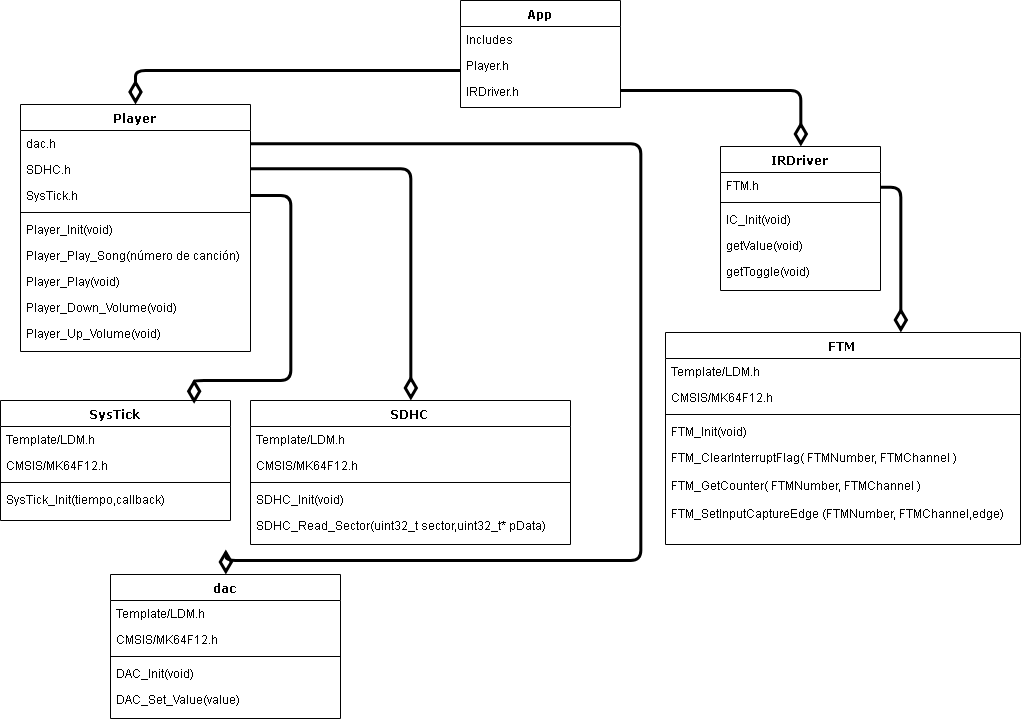 App
Includes
Player.h
IRDriver.h
Player
dac.h
SDHC.h
SysTick.h
Player_Init(void)
Player_Play_Song(número de canción)
Player_Play(void)
Player_Down_Volume(void)
Player_Up_Volume(void)
IRDriver
FTM.h
IC_Init(void)
getValue(void)
getToggle(void)
FTM
Template/LDM.h
CMSIS/MK64F12.h
FTM_Init(void)
FTM_ClearInterruptFlag( FTMNumber, FTMChannel )
FTM_GetCounter( FTMNumber, FTMChannel )
FTM_SetInputCaptureEdge (FTMNumber, FTMChannel,edge)
SysTick
Template/LDM.h
CMSIS/MK64F12.h
SysTick_Init(tiempo,callback)
SDHC
Template/LDM.h
CMSIS/MK64F12.h
SDHC_Init(void)
SDHC_Read_Sector(uint32_t sector,uint32_t* pData)
dac
Template/LDM.h
CMSIS/MK64F12.h
DAC_Init(void)
DAC_Set_Value(value)